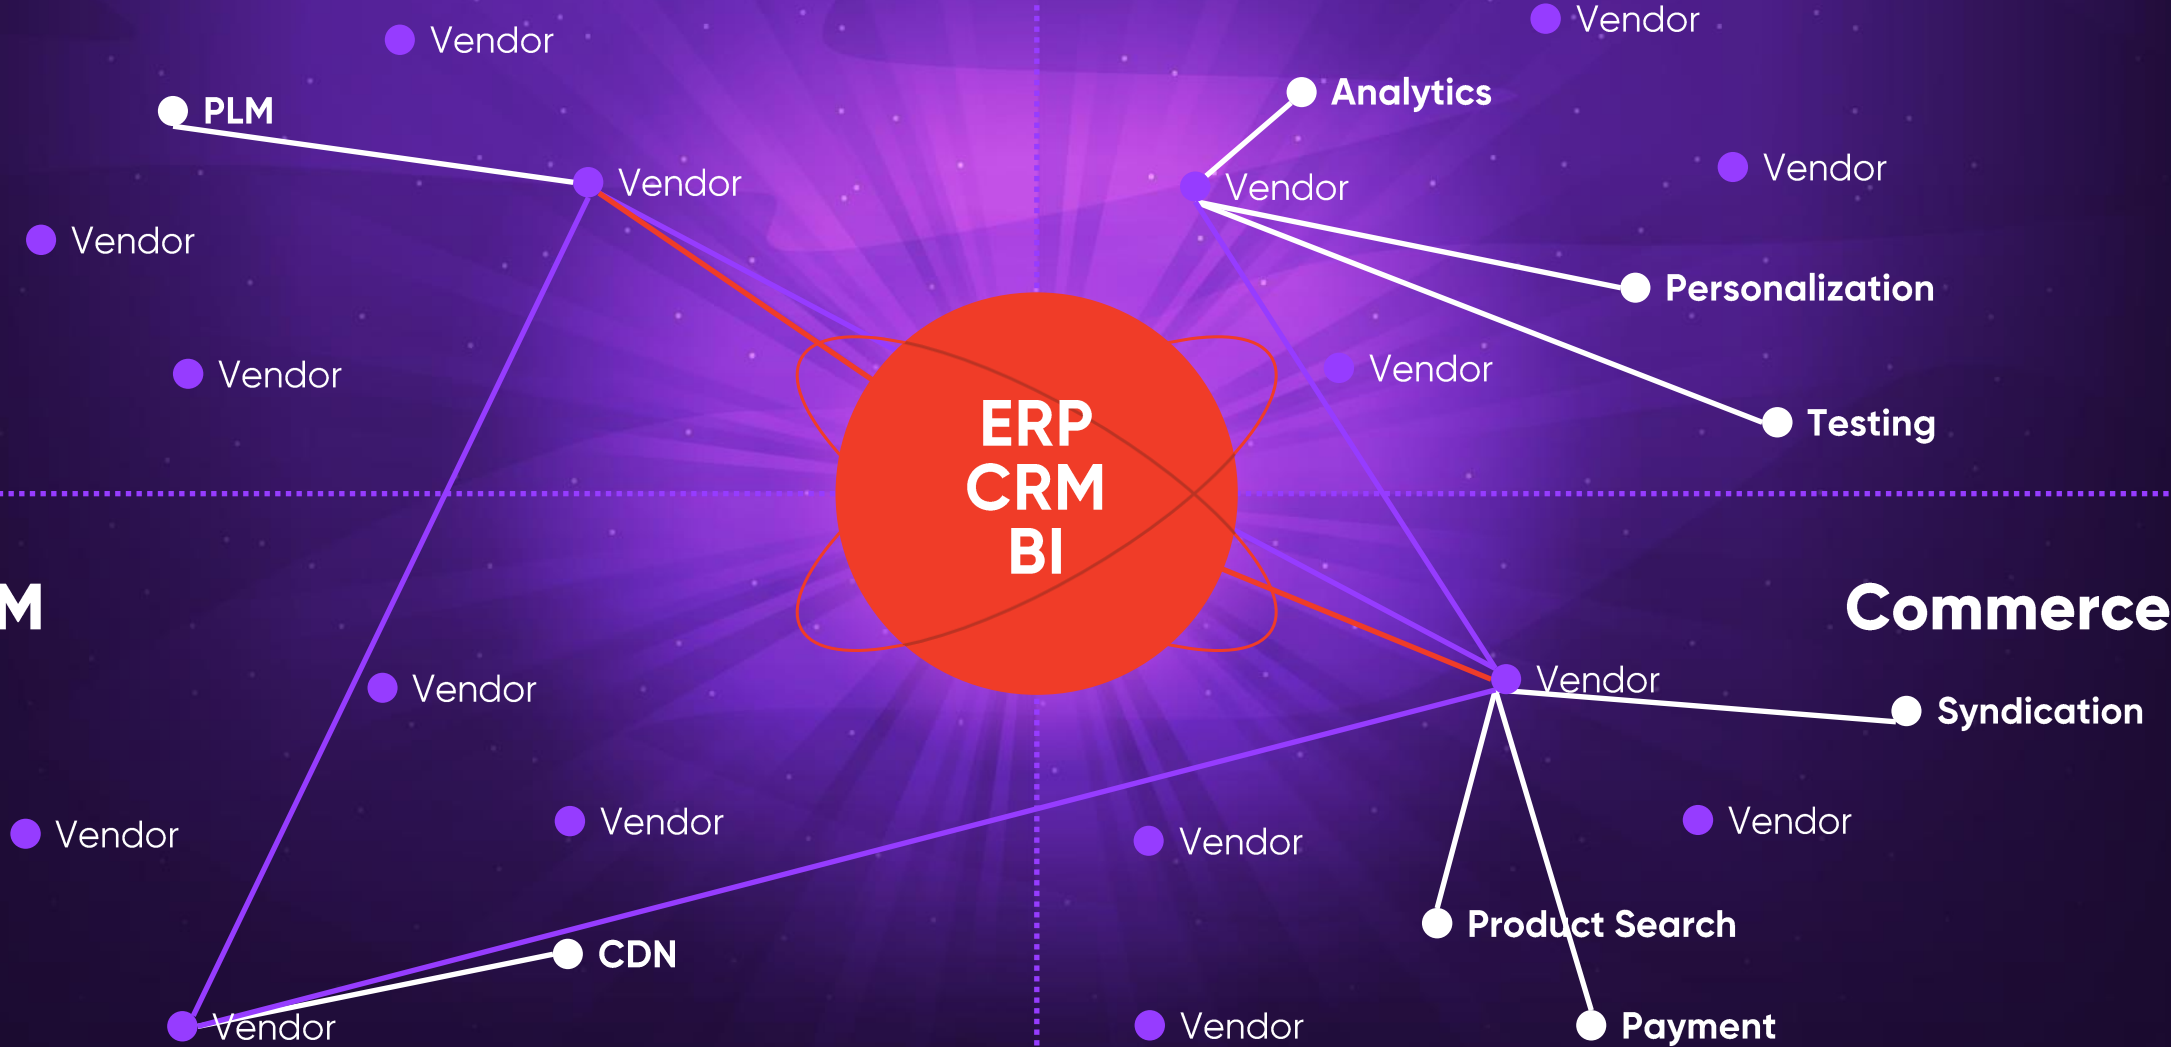 Vendor
Vendor
Analytics
PLM
Vendor
Vendor
Vendor
Vendor
Personalization
Vendor
Vendor
Testing
ERP
CRM
BI
M
Commerce
Vendor
Vendor
Syndication
Vendor
Vendor
Vendor
Vendor
Product Search
CDN
Vendor
Vendor
Payment